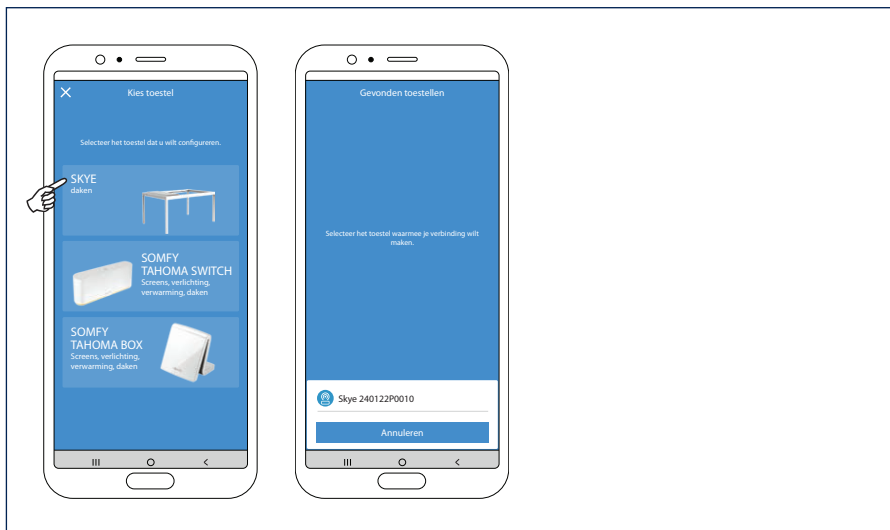 Kies toestel
Selecteer het toestel dat u wilt configureren.
SKYE
daken
SOMFY
TAHOMA SWITCH
Screens, verlichting,
verwarming, daken
SOMFY
TAHOMA BOX
Screens, verlichting,
verwarming, daken
Gevonden toestellen
Selecteer het toestel waarmee je verbinding wilt
maken.
Skye 240122P0010
Annuleren